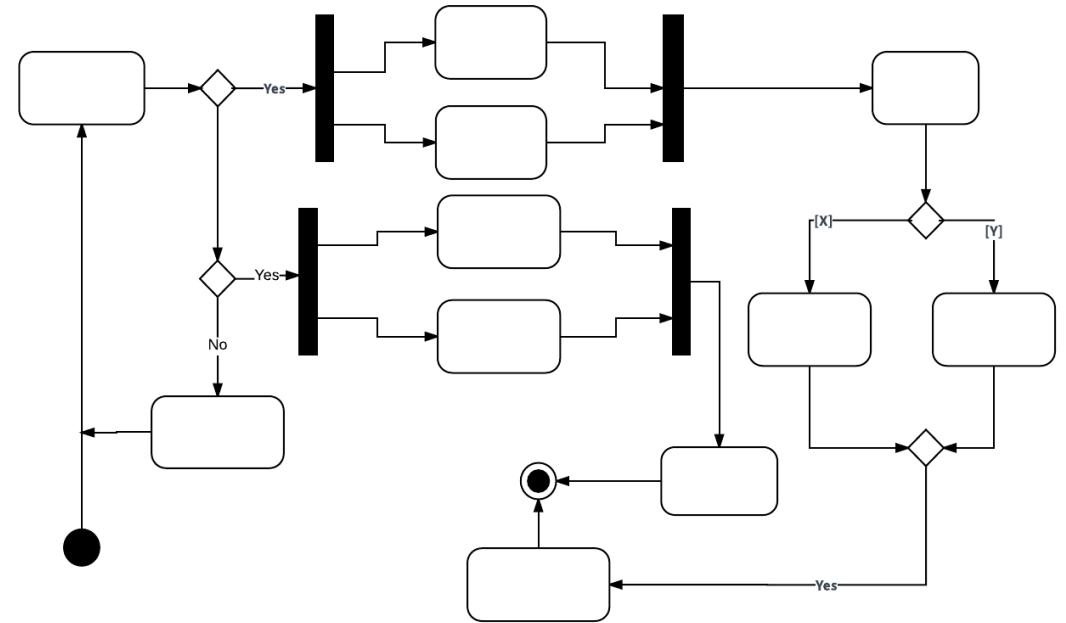 Yes
[X]
[Y]
Yes
No
Yes